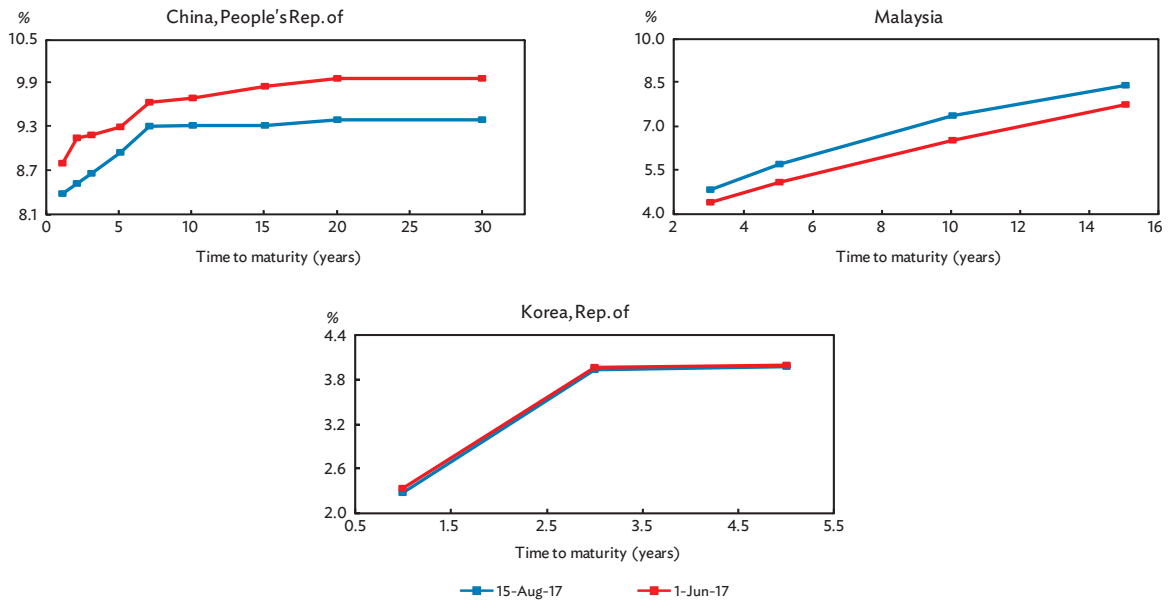 China, People's Rep. of
%
10.5
9.9
9.3
8.7
8.1
0 5 10 15 20 25 30
Time to maturity (years)
Malaysia
%
10.0
8.5
7.0
5.5
4.0
2 4 6 8 10 12 14 16
Time to maturity (years)
Korea, Rep. of
%
4.4
3.8
3.2
2.6
2.0
0.5 1.5 2.5 3.5 4.5 5.5
Time to maturity (years)
15-Aug-17 1-Jun-17